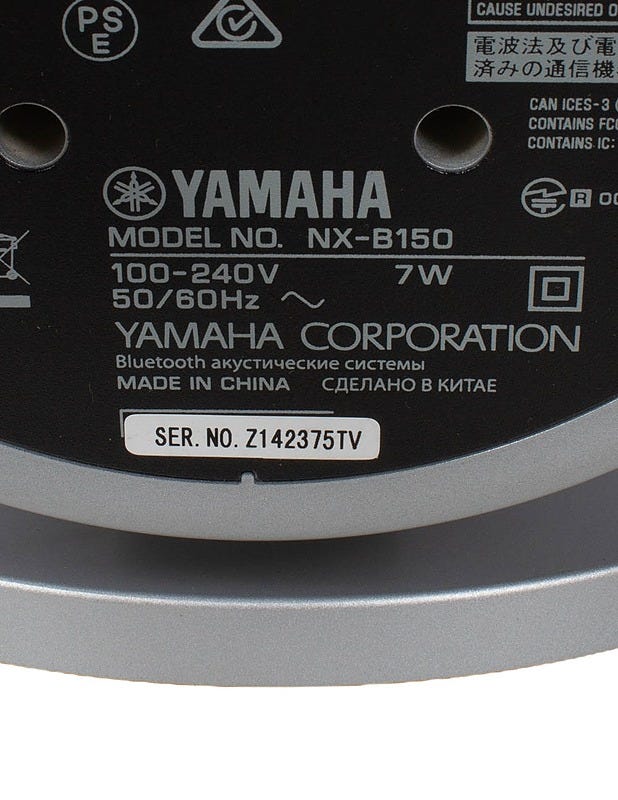 PS
E
CAUSE UNDESIRED
電波法及び電
済みの通信機
CAN ICES-3
CONTAINS
CONTAINS IC:
R
YAMAHA
MODEL NO. NX-B150
100-240V 7W
50/60Hz
YAMAHA CORPORATION
Bluetooth акустические системы
MADE IN CHINA СДЕЛАНО В КИТАЕ
SER. NO. Z142375TV